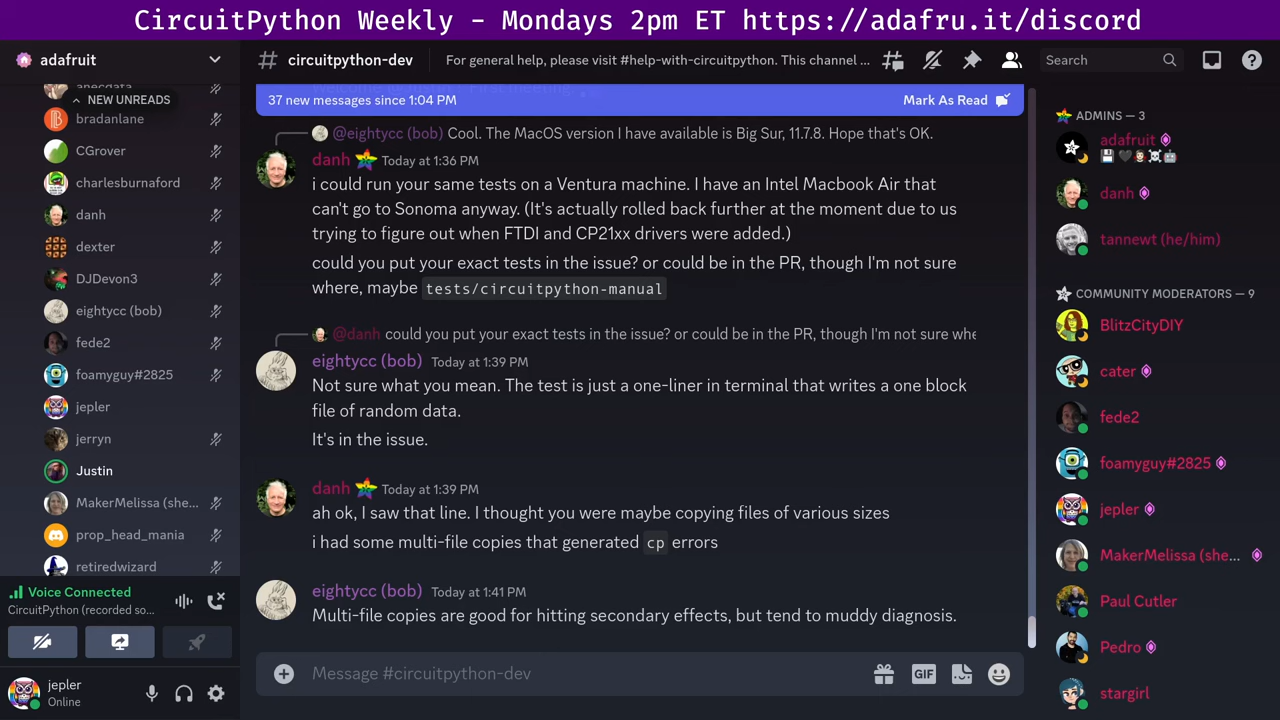 CircuitPython Weekly - Mondays 2pm ET https://adafru.it/discord
adafruit
NEW UNREADS
bradanlane
CGrover
charlesburnaford
danh
dexter
DJDevon3
eightycc (bob)
fede2
foamyguy#2825
jepler
jerryn
Justin
MakerMelissa (she...
prop_head_mania
retiredwizard
Voice Connected
CircuitPython (recorded so...
jepler
Online
# circuitpython-dev
For general help, please visit #help-with-circuitpython. This channel ...
Search
37 new messages since 1:04 PM
Mark As Read
@eightycc (bob) Cool. The MacOS version I have available is Big Sur, 11.7.8. Hope that's OK.
danh Today at 1:36 PM
i could run your same tests on a Ventura machine. I have an Intel Macbook Air that
can't go to Sonoma anyway. (It's actually rolled back further at the moment due to us
trying to figure out when FTDI and CP21xx drivers were added.)
could you put your exact tests in the issue? or could be in the PR, though I'm not sure
where, maybe tests/circuitpython-manual
@danh could you put your exact tests in the issue? or could be in the PR, though I'm not sure whe
eightycc (bob) Today at 1:39 PM
Not sure what you mean. The test is just a one-liner in terminal that writes a one block
file of random data.
It's in the issue.
danh Today at 1:39 PM
ah ok, I saw that line. I thought you were maybe copying files of various sizes
i had some multi-file copies that generated cp errors
eightycc (bob) Today at 1:41 PM
Multi-file copies are good for hitting secondary effects, but tend to muddy diagnosis.
Message #circuitpython-dev
GIF
ADMINS — 3
adafruit
danh
tannewt (he/him)
COMMUNITY MODERATORS — 9
BlitzCityDIY
cater
fede2
foamyguy#2825
jepler
MakerMelissa (she...
Paul Cutler
Pedro
stargirl